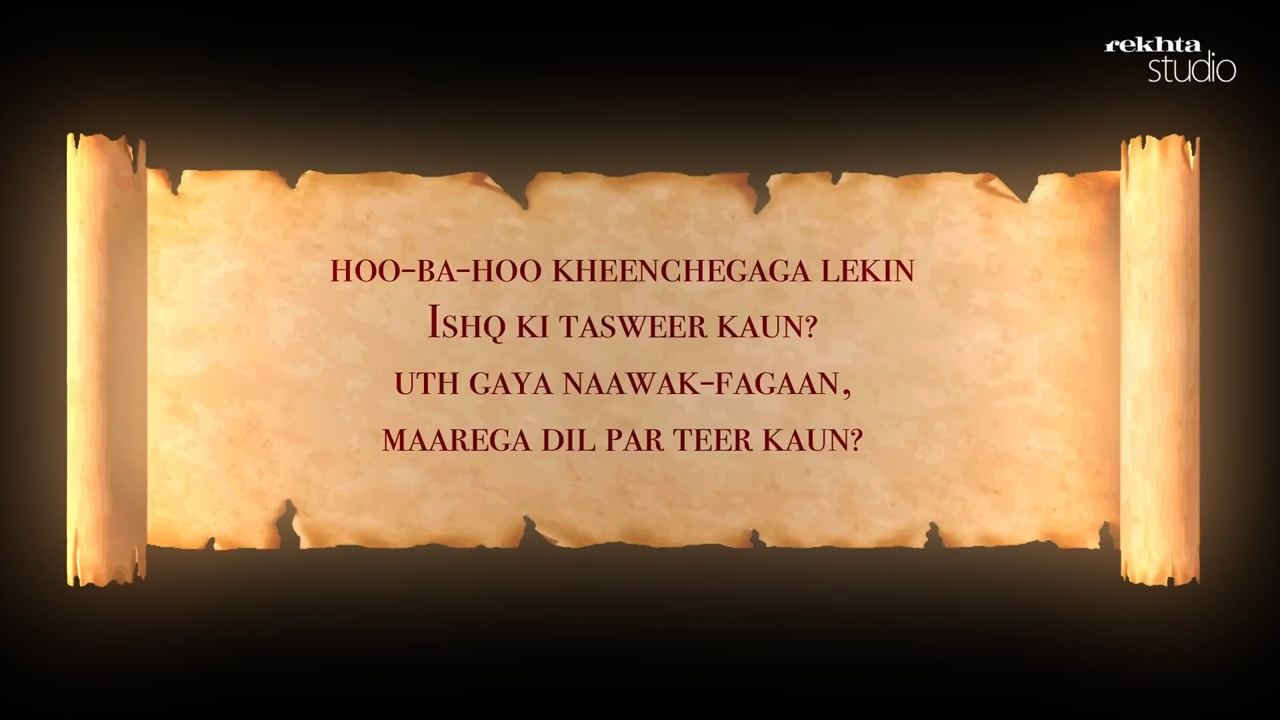 rekhta
studio
HOO-BA-HOO KHEENCHEGAGA LEKIN
ISHQ KI TASWEER KAUN?
UTH GAYA NAAWAK-FAGAAN,
MAAREGA DIL PAR TEER KAUN?